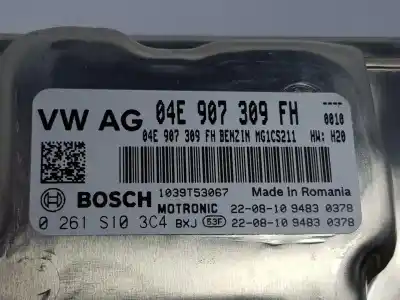 VW AG 04E 907 309 FH ----
0010
04E 907 309 FH BENZIN MG1CS211 HW: H20
BOSCH 1039T53067 Made in Romania
MOTRONIC 22-08-10 9483 0378
0 261 S10 3C4 BXJ 53F 22-08-10 9483 0378